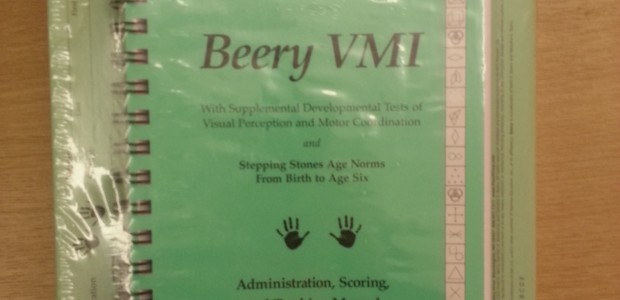 Beery VMI
With Supplemental Developmental Tests of
Visual Perception and Motor Coordination
and
Stepping Stones Age Norms
From Birth to Age Six
Administration, Scoring,